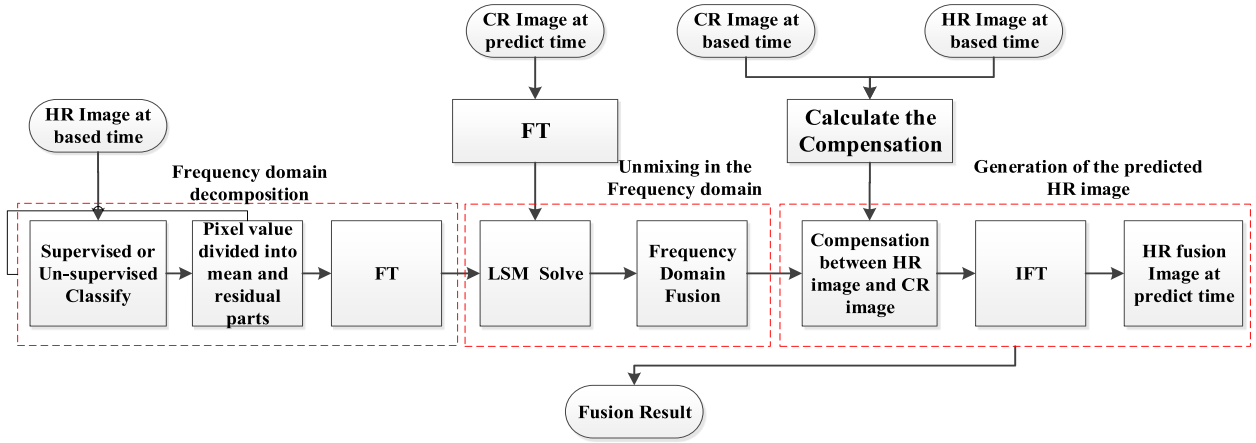 CR Image at
predict time
CR Image at
based time
HR Image at
based time
HR Image at
based time
FT
Calculate the
Compensation
Frequency domain
decomposition
Unmixing in the
Frequency domain
Generation of the predicted
HR image
Supervised or
Un-supervised
Classify
Pixel value
divided into
mean and
residual
parts
FT
LSM Solve
Frequency
Domain
Fusion
Compensation
between HR
image and CR
image
IFT
HR fusion
Image at
predict time
Fusion Result